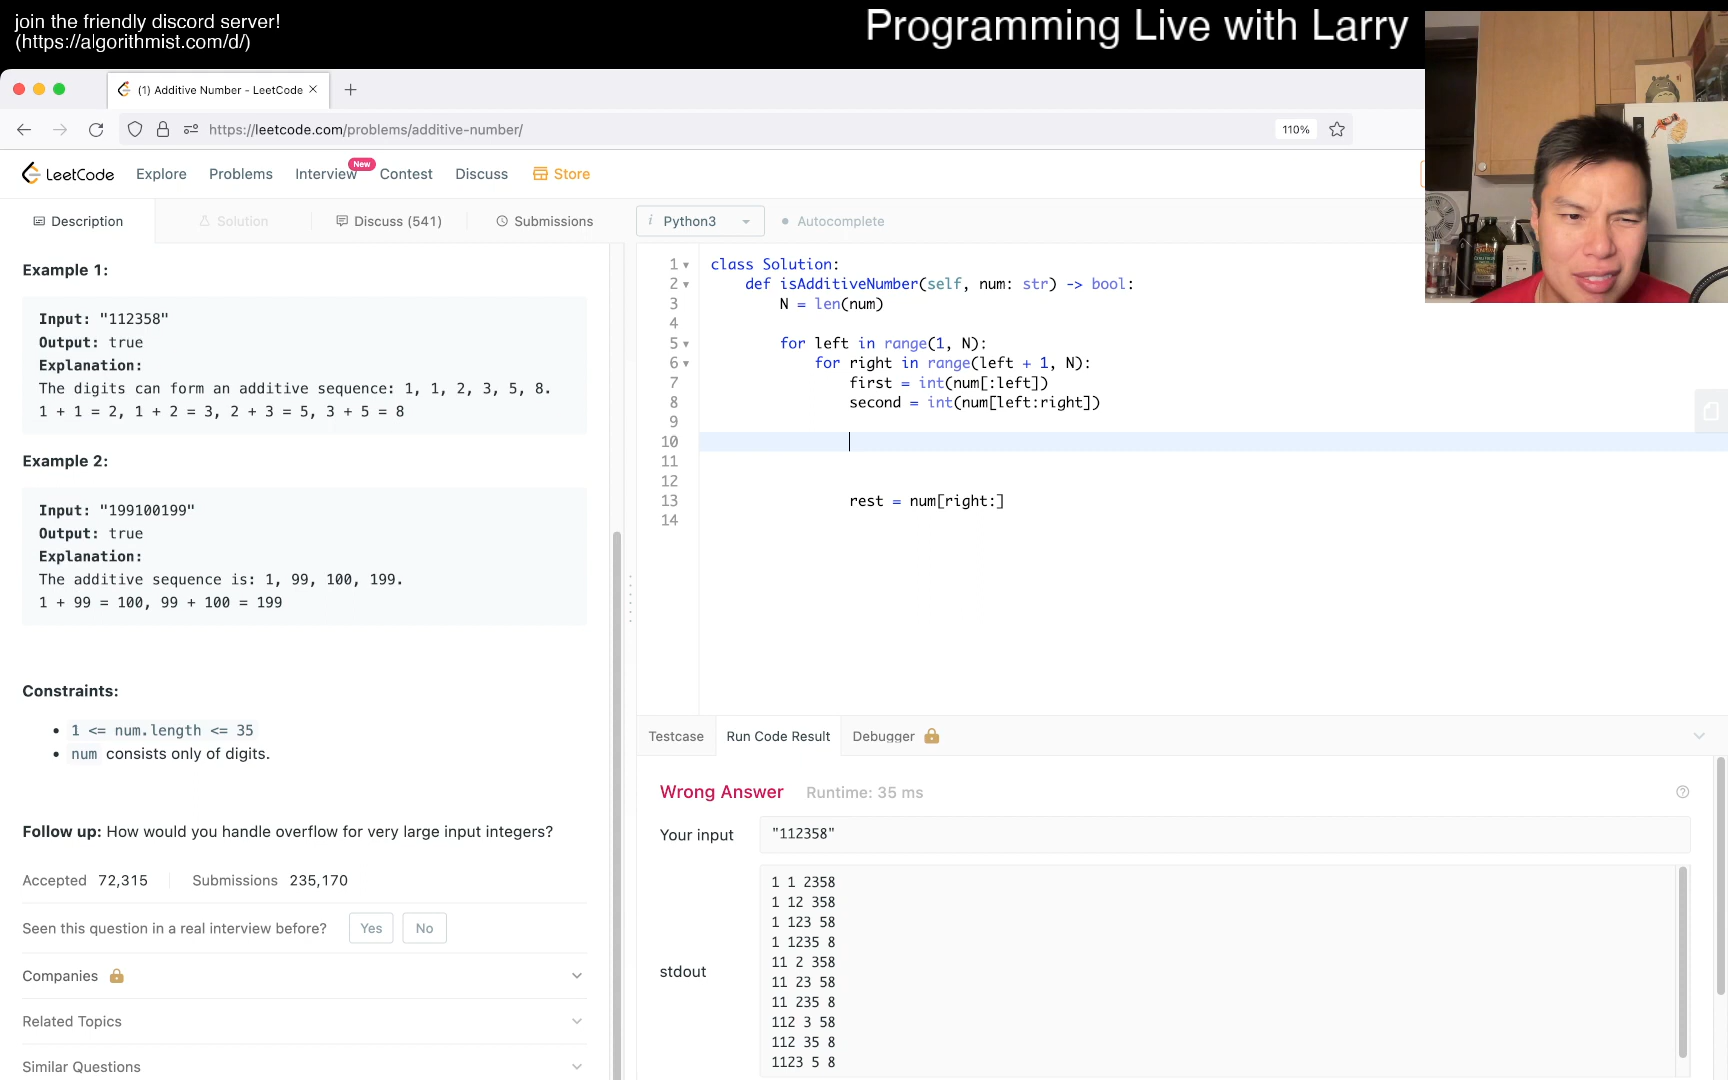 join the friendly discord server!
(https://algorithmist.com/d/)
Programming Live with Larry
(1) Additive Number - LeetCode
https://leetcode.com/problems/additive-number/
110%
LeetCode
Explore
Problems
Interview
New
Contest
Discuss
Store
Description
Solution
Discuss (541)
Submissions
i Python3
Autocomplete
Example 1:
Input: "112358"
Output: true
Explanation:
The digits can form an additive sequence: 1, 1, 2, 3, 5, 8.
1 + 1 = 2, 1 + 2 = 3, 2 + 3 = 5, 3 + 5 = 8
Example 2:
Input: "199100199"
Output: true
Explanation:
The additive sequence is: 1, 99, 100, 199.
1 + 99 = 100, 99 + 100 = 199
Constraints:
• 1 <= num.length <= 35
• num consists only of digits.
Follow up: How would you handle overflow for very large input integers?
Accepted 72,315
Submissions 235,170
Seen this question in a real interview before?
Yes
No
Companies
Related Topics
Similar Questions
1 class Solution:
2 def isAdditiveNumber(self, num: str) -> bool:
3 N = len(num)
4
5 for left in range(1, N):
6 for right in range(left + 1, N):
7 first = int(num[:left])
8 second = int(num[left:right])
9
10
11
12
13 rest = num[right:]
14
Testcase
Run Code Result
Debugger
Wrong Answer
Runtime: 35 ms
Your input
"112358"
stdout
1 1 2358
1 12 358
1 123 58
1 1235 8
11 2 358
11 23 58
11 235 8
112 3 58
112 35 8
1123 5 8